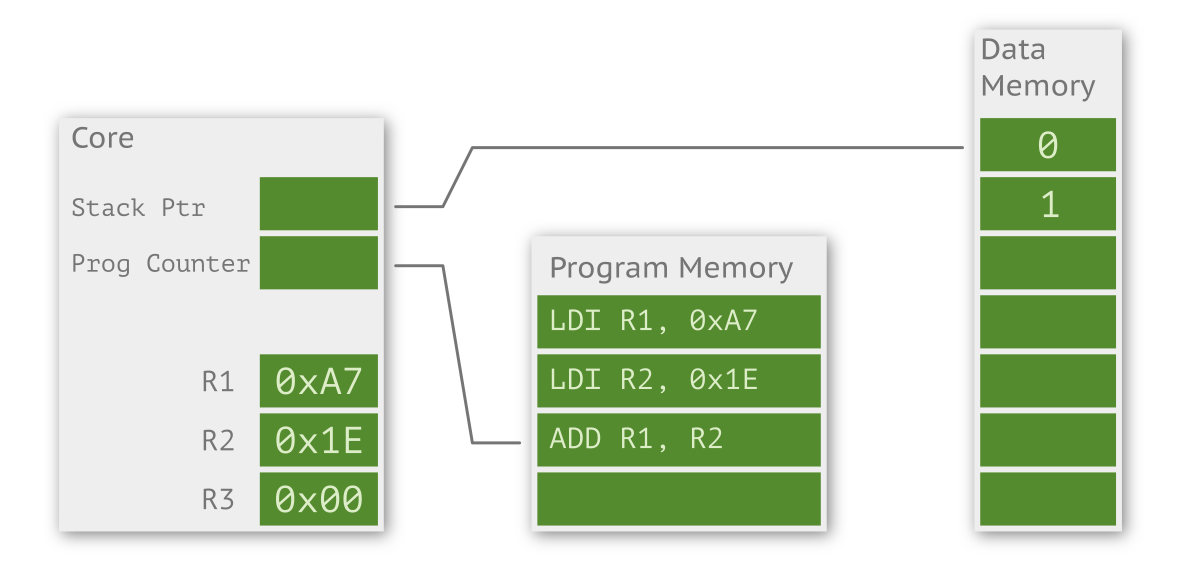 Core
Stack Ptr
Prog Counter
R1 0xA7
R2 0x1E
R3 0x00
Program Memory
LDI R1, 0xA7
LDI R2, 0x1E
ADD R1, R2
Data
Memory
0
1